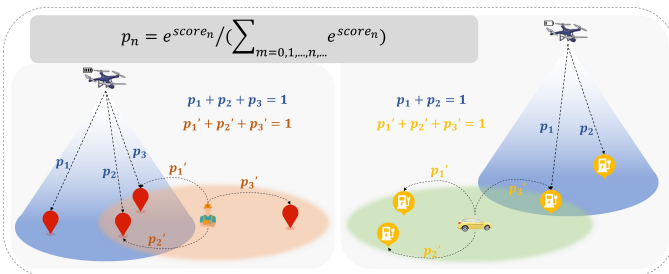 p_n = e^{score_n}/(∑_{m=0,1,...,n,...} e^{score_n})
p_1 + p_2 + p_3 = 1
p_1' + p_2' + p_3' = 1
p_1
p_2
p_3
p_1'
p_3'
p_2'
p_1 + p_2 = 1
p_1' + p_2' + p_3' = 1
p_1
p_2
p_1'
p_2'